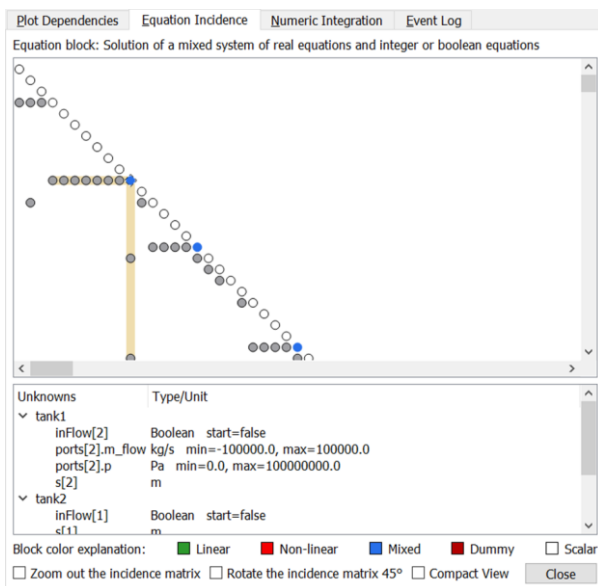 Plot Dependencies Equation Incidence Numeric Integration Event Log
Equation block: Solution of a mixed system of real equations and integer or boolean equations
Unknowns Type/Unit
tank1
inFlow[2] Boolean start=false
ports[2].m_flow kg/s min=-100000.0, max=100000.0
ports[2].p Pa min=0.0, max=100000000.0
s[2] m
tank2
inFlow[1] Boolean start=false
s[1] m
Block color explanation: Linear Non-linear Mixed Dummy Scalar
Zoom out the incidence matrix Rotate the incidence matrix 45° Compact View Close